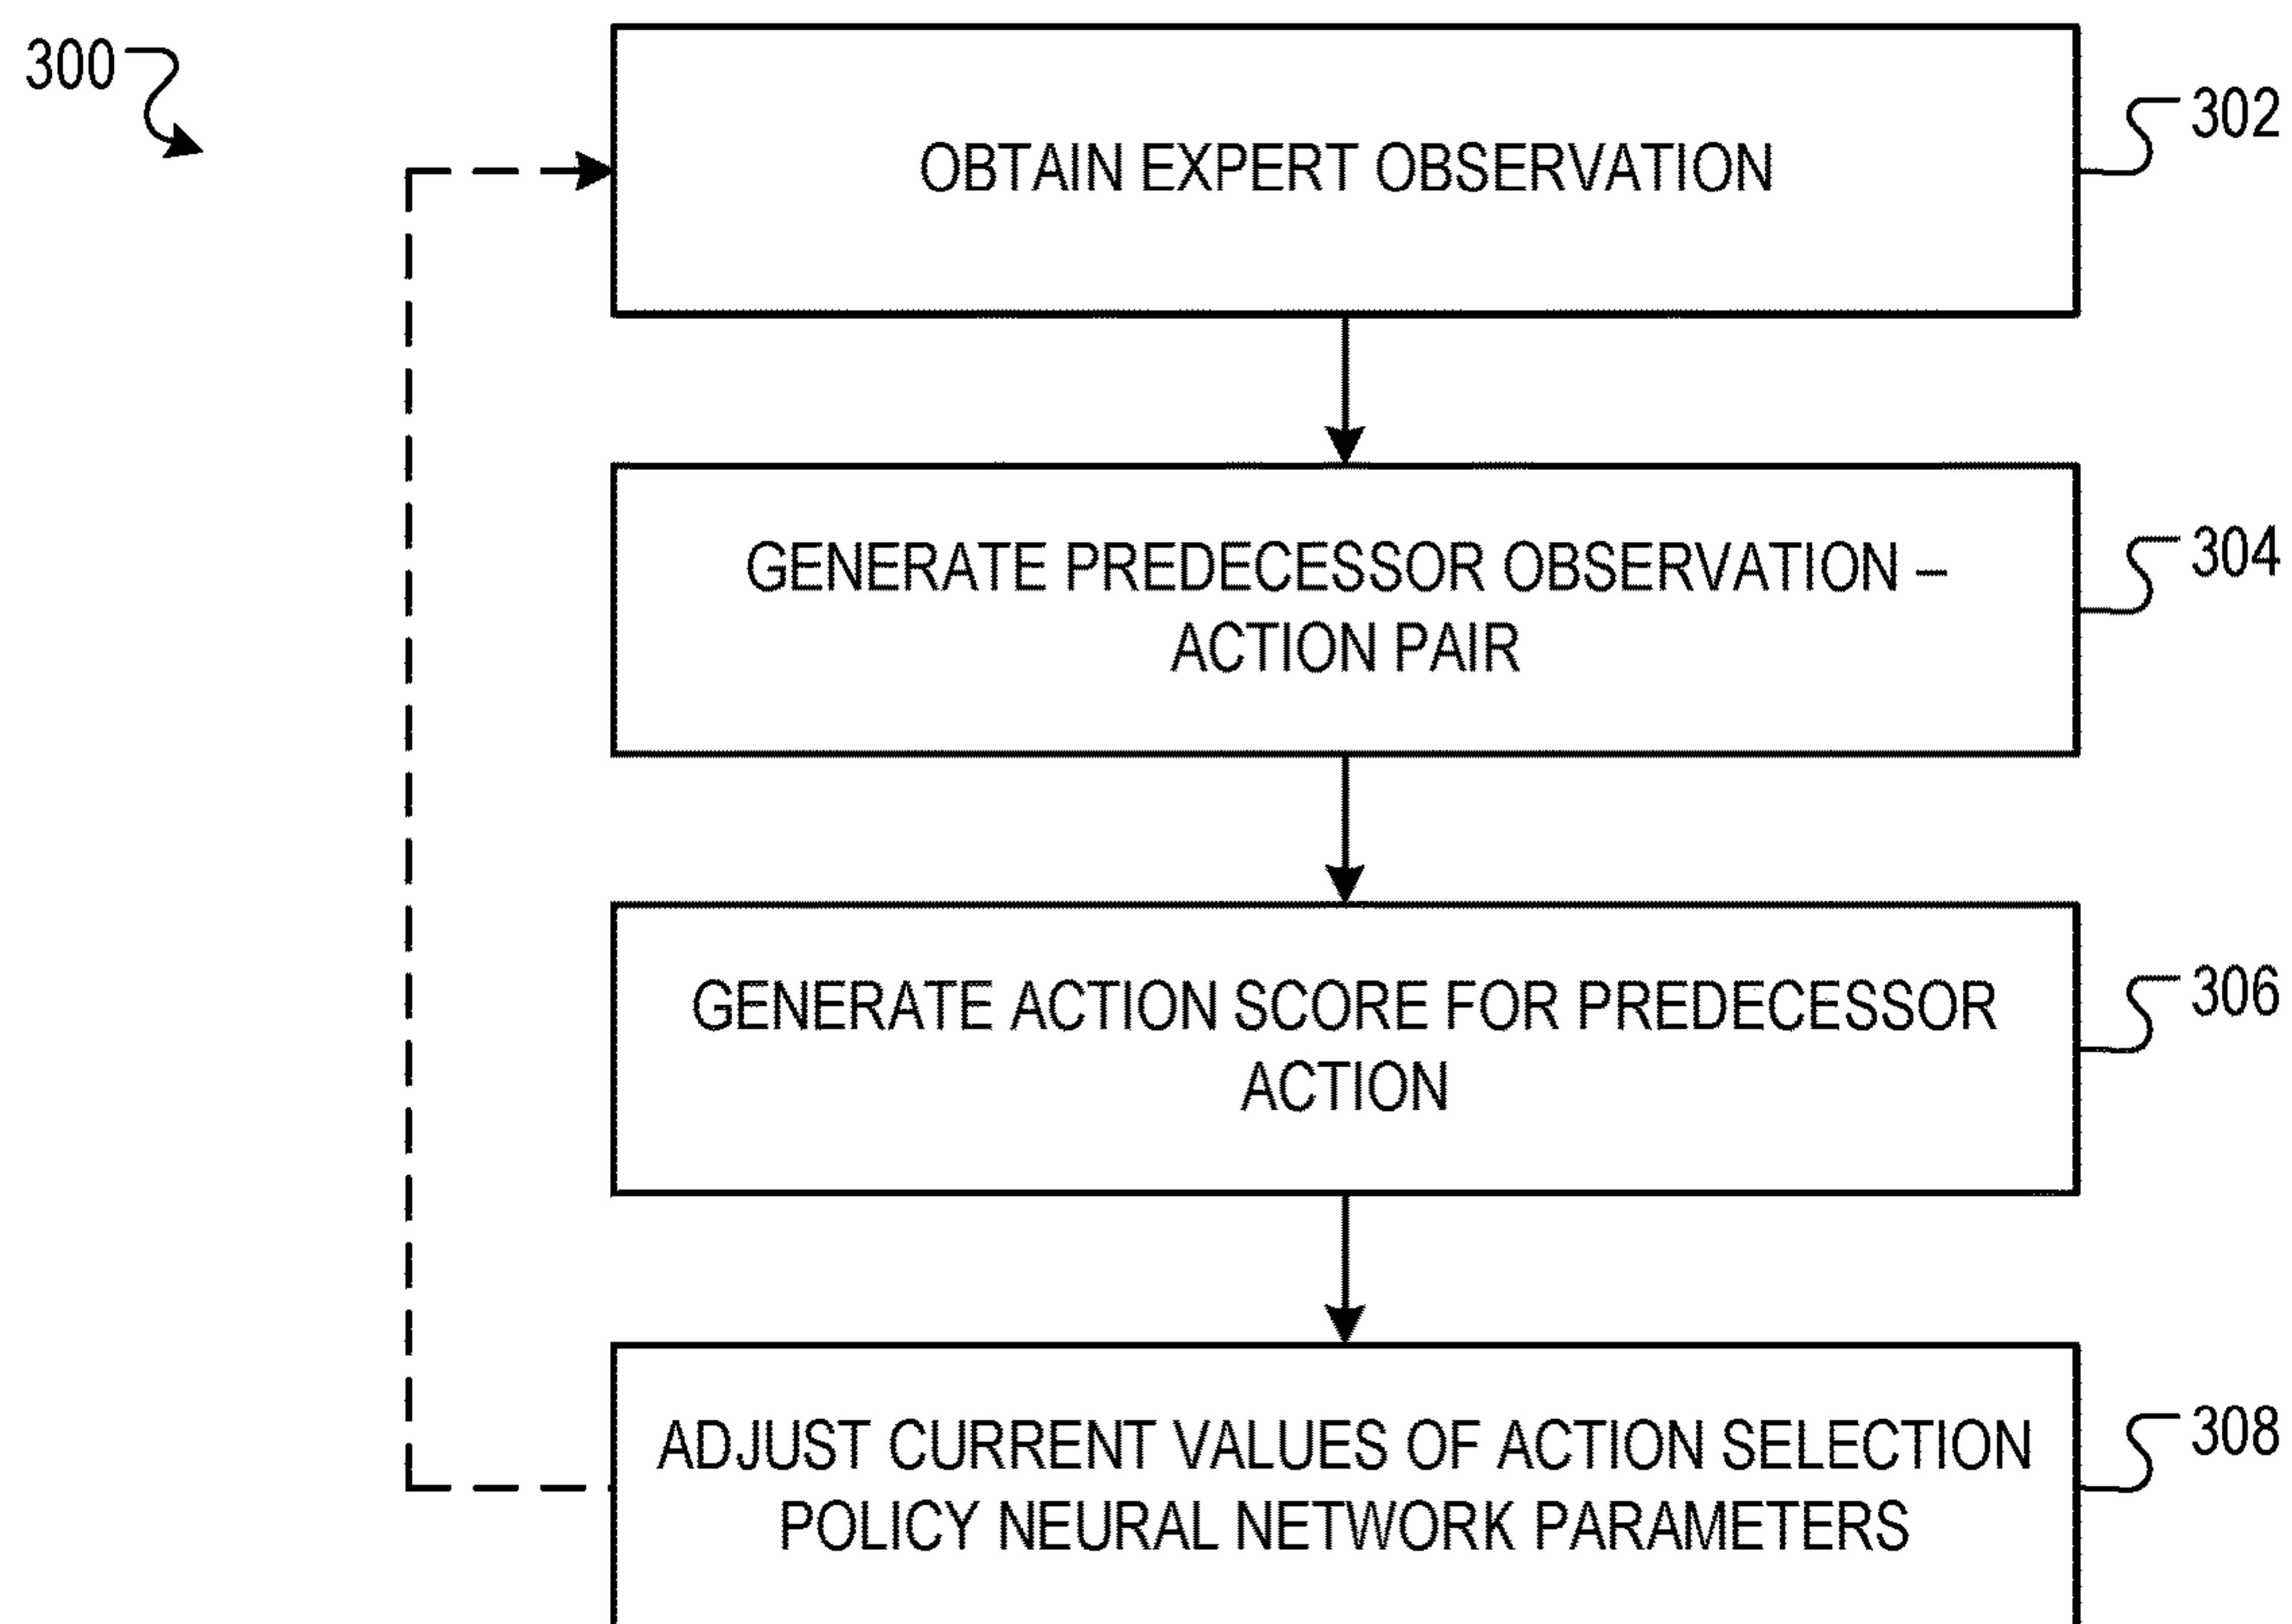 300
OBTAIN EXPERT OBSERVATION
302
GENERATE PREDECESSOR OBSERVATION –
ACTION PAIR
304
GENERATE ACTION SCORE FOR PREDECESSOR
ACTION
306
ADJUST CURRENT VALUES OF ACTION SELECTION
POLICY NEURAL NETWORK PARAMETERS
308